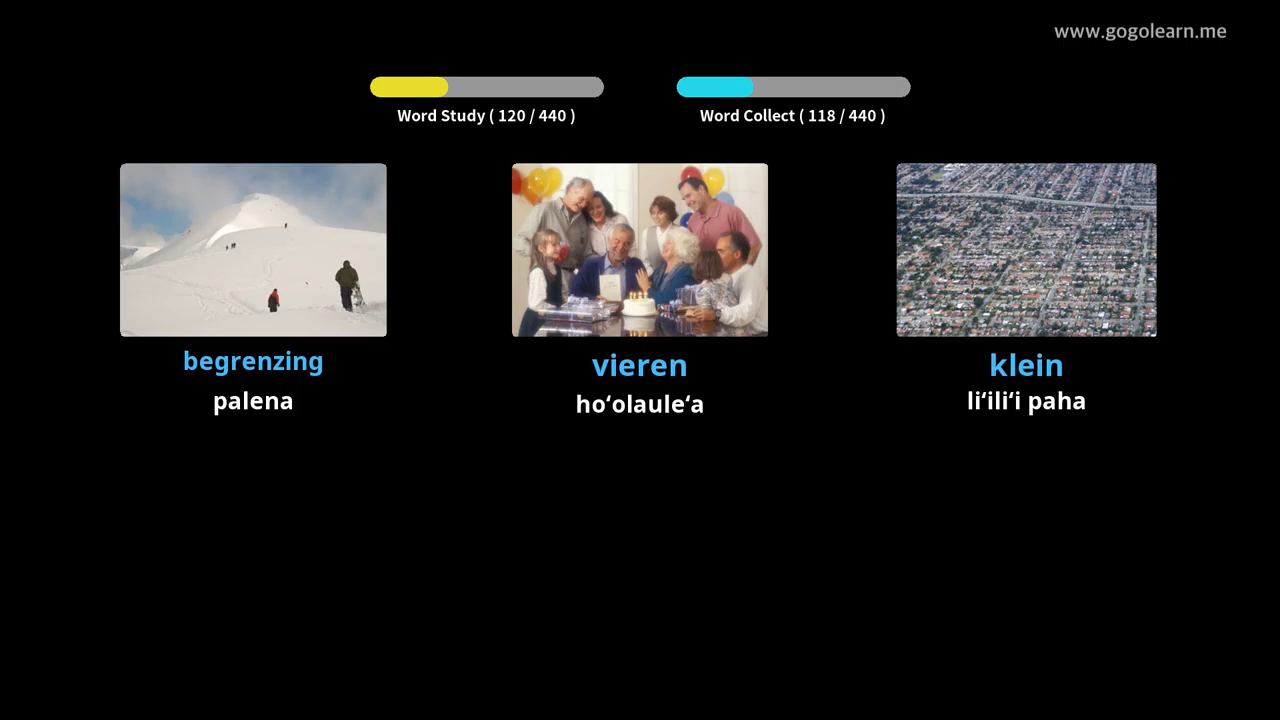 www.gogolearn.me
Word Study ( 120 / 440 )
Word Collect ( 118 / 440 )
begrenzing
palena
vieren
hoʻolauleʻa
klein
liʻiliʻi paha